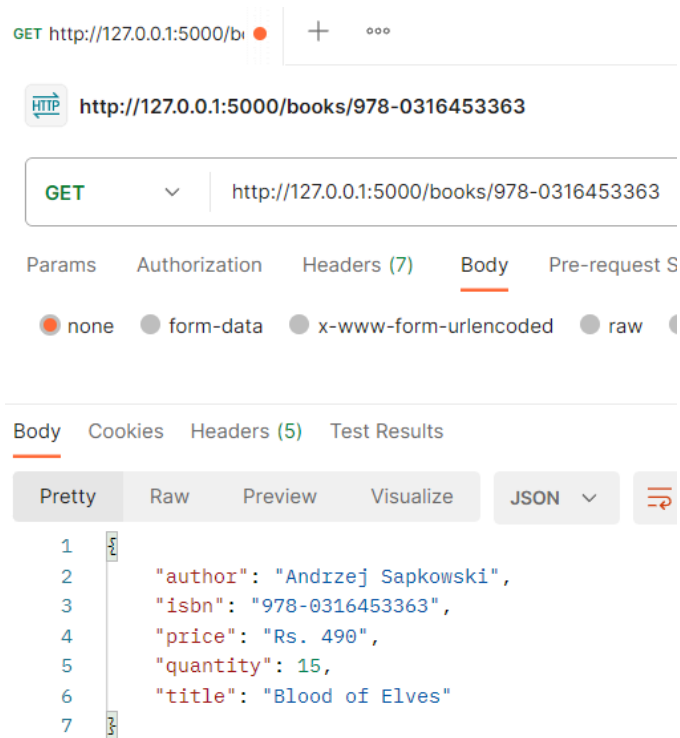 GET http://127.0.0.1:5000/b
HTTP http://127.0.0.1:5000/books/978-0316453363
GET http://127.0.0.1:5000/books/978-0316453363
Params Authorization Headers (7) Body Pre-request S
none form-data x-www-form-urlencoded raw
Body Cookies Headers (5) Test Results
Pretty Raw Preview Visualize JSON
1 {
2 "author": "Andrzej Sapkowski",
3 "isbn": "978-0316453363",
4 "price": "Rs. 490",
5 "quantity": 15,
6 "title": "Blood of Elves"
7 }